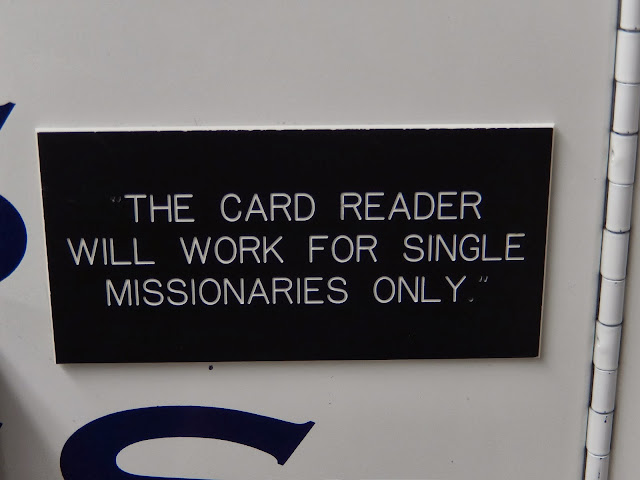 "THE CARD READER
WILL WORK FOR SINGLE
MISSIONARIES ONLY."